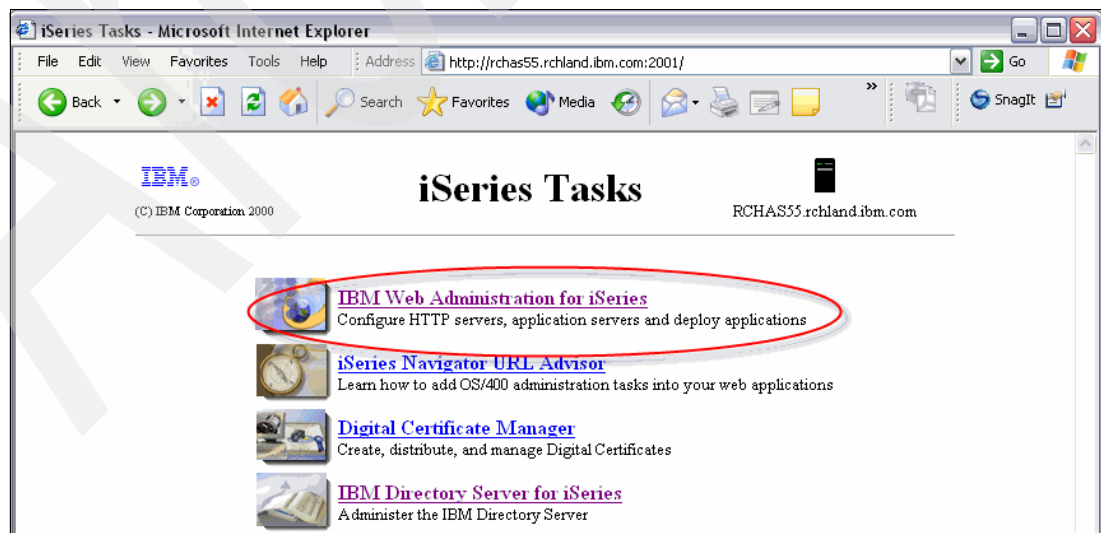 iSeries Tasks - Microsoft Internet Explorer
File Edit View Favorites Tools Help Address http://rchas55.rchland.ibm.com:2001/ Go
Back Search Favorites Media » SnagIt
IBM®
iSeries Tasks
(C) IBM Corporation 2000
RCHAS55.rchland.ibm.com
IBM Web Administration for iSeries
Configure HTTP servers, application servers and deploy applications
iSeries Navigator URL Advisor
Learn how to add OS/400 administration tasks into your web applications
Digital Certificate Manager
Create, distribute, and manage Digital Certificates
IBM Directory Server for iSeries
Administer the IBM Directory Server